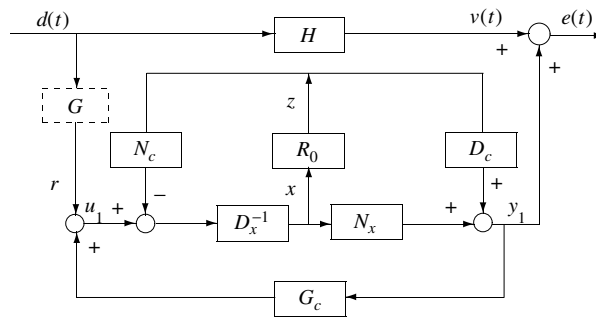 d(t) H v(t) e(t)
+ +
G z
N_c R_0 D_c
r x
− +
u_1 + D_x^{-1} N_x + y_1
+
G_c